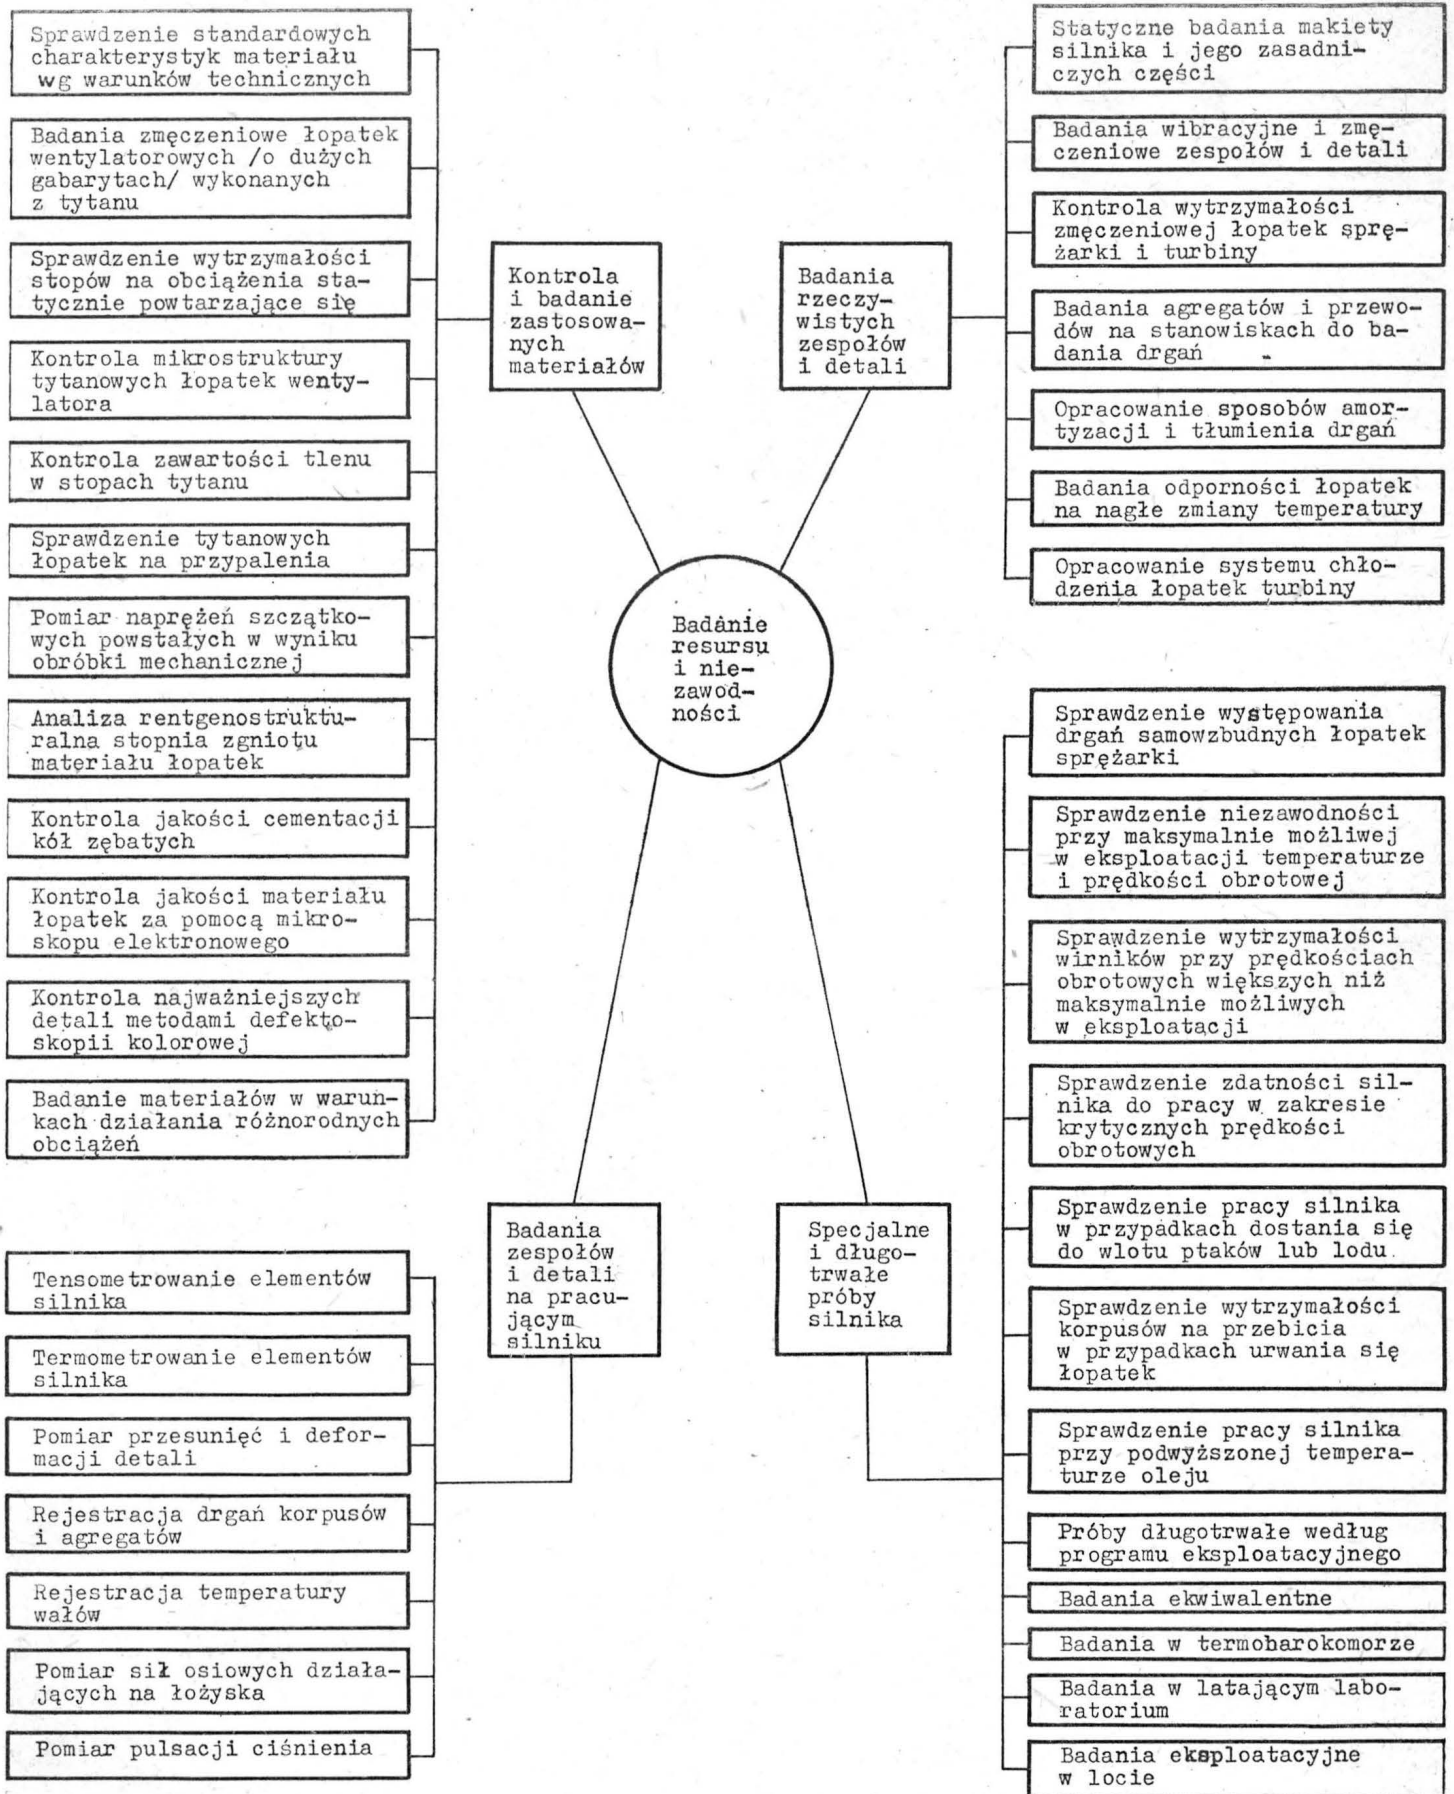 Sprawdzenie standardowych
charakterystyk materiału
wg warunków technicznych
Badania zmęczeniowe łopatek
wentylatorowych /o dużych
gabarytach/ wykonanych
z tytanu
Sprawdzenie wytrzymałości
stopów na obciążenia sta-
tycznie powtarzające się
Kontrola mikrostruktury
tytanowych łopatek wenty-
latora
Kontrola zawartości tlenu
w stopach tytanu
Sprawdzenie tytanowych
łopatek na przypalenia
Pomiar naprężeń szczątko-
wych powstałych w wyniku
obróbki mechanicznej
Analiza rentgenostruktu-
ralna stopnia zgniotu
materiału łopatek
Kontrola jakości cementacji
kół zębatych
Kontrola jakości materiału
łopatek za pomocą mikro-
skopu elektronowego
Kontrola najważniejszych
detali metodami defekto-
skopii kolorowej
Badanie materiałów w warun-
kach działania różnorodnych
obciążeń
Kontrola
i badanie
zastosowa-
nych
materiałów
Badania
rzeczy-
wistych
zespołów
i detali
Statyczne badania makiety
silnika i jego zasadni-
czych części
Badania wibracyjne i zmę-
czeniowe zespołów i detali
Kontrola wytrzymałości
zmęczeniowej łopatek sprę-
żarki i turbiny
Badania agregatów i przewo-
dów na stanowiskach do ba-
dania drgań
Opracowanie sposobów amor-
tyzacji i tłumienia drgań
Badania odporności łopatek
na nagłe zmiany temperatury
Opracowanie systemu chło-
dzenia łopatek turbiny
Badanie
resursu
i nie-
zawod-
ności
Badania
zespołów
i detali
na pracu-
jącym
silniku
Tensometrowanie elementów
silnika
Termometrowanie elementów
silnika
Pomiar przesunięć i defor-
macji detali
Rejestracja drgań korpusów
i agregatów
Rejestracja temperatury
wałów
Pomiar sił osiowych działa-
jących na łożyska
Pomiar pulsacji ciśnienia
Specjalne
i długo-
trwałe
próby
silnika
Sprawdzenie występowania
drgań samowzbudnych łopatek
sprężarki
Sprawdzenie niezawodności
przy maksymalnie możliwej
w eksploatacji temperaturze
i prędkości obrotowej
Sprawdzenie wytrzymałości
wirników przy prędkościach
obrotowych większych niż
maksymalnie możliwych
w eksploatacji
Sprawdzenie zdatności sil-
nika do pracy w zakresie
krytycznych prędkości
obrotowych
Sprawdzenie pracy silnika
w przypadkach dostania się
do wlotu ptaków lub lodu
Sprawdzenie wytrzymałości
korpusów na przebicia
w przypadkach urwania się
łopatek
Sprawdzenie pracy silnika
przy podwyższonej tempera-
turze oleju
Próby długotrwałe według
programu eksploatacyjnego
Badania ekwiwalentne
Badania w termobarokomorze
Badania w latającym labo-
ratorium
Badania eksploatacyjne
w locie